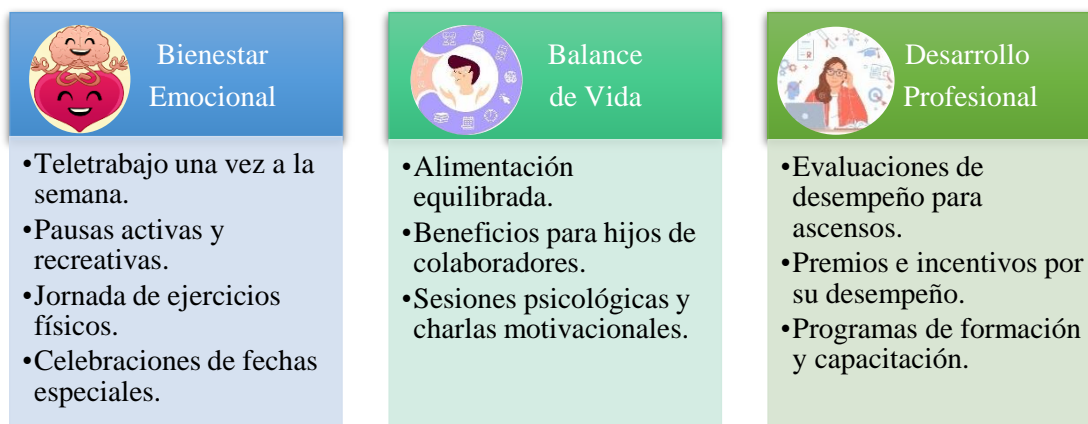 Bienestar
Emocional
•Teletrabajo una vez a la
semana.
•Pausas activas y
recreativas.
•Jornada de ejercicios
físicos.
•Celebraciones de fechas
especiales.
Balance
de Vida
•Alimentación
equilibrada.
•Beneficios para hijos de
colaboradores.
•Sesiones psicológicas y
charlas motivacionales.
Desarrollo
Profesional
•Evaluaciones de
desempeño para
ascensos.
•Premios e incentivos por
su desempeño.
•Programas de formación
y capacitación.